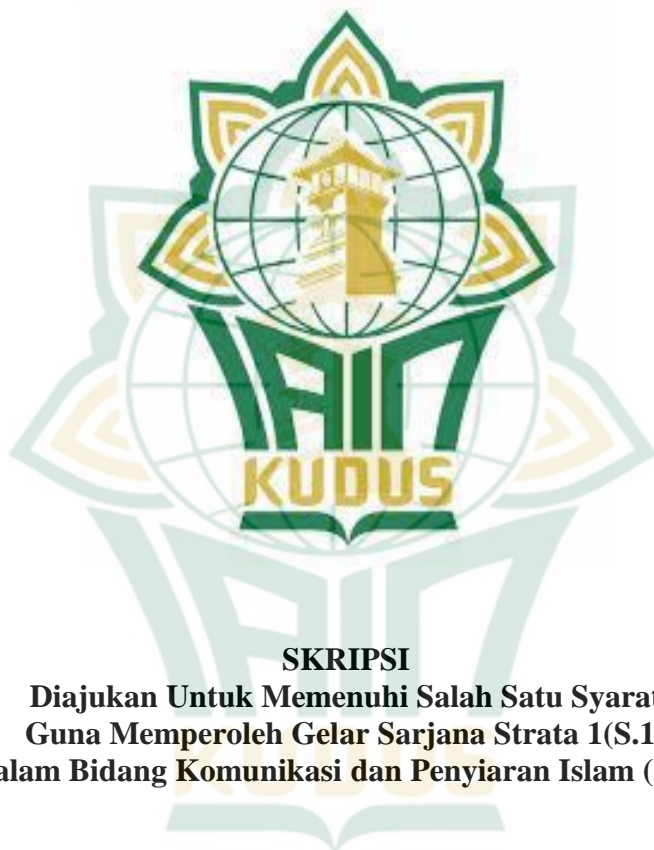 IAIN
KUDUS
SKRIPSI
Diajukan Untuk Memenuhi Salah Satu Syarat
Guna Memperoleh Gelar Sarjana Strata 1(S.1
alam Bidang Komunikasi dan Penyiaran Islam (